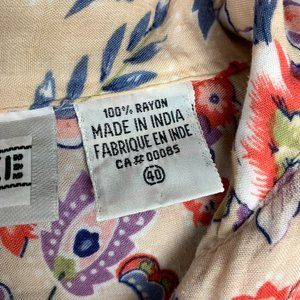 100% RAYON
MADE IN INDIA
FABRIQUE EN INDE
CA# 00085
40